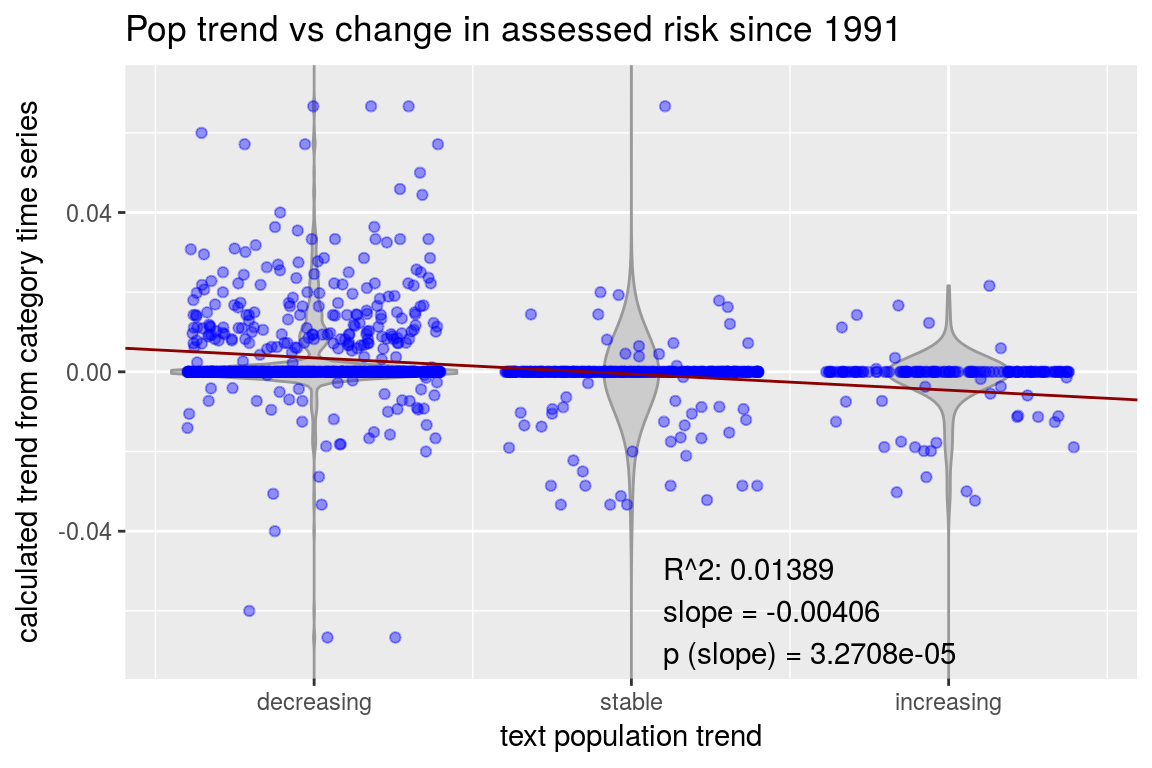 Pop trend vs change in assessed risk since 1991
calculated trend from category time series
0.04
0.00
-0.04
R^2: 0.01389
slope = -0.00406
p (slope) = 3.2708e-05
decreasing
stable
increasing
text population trend